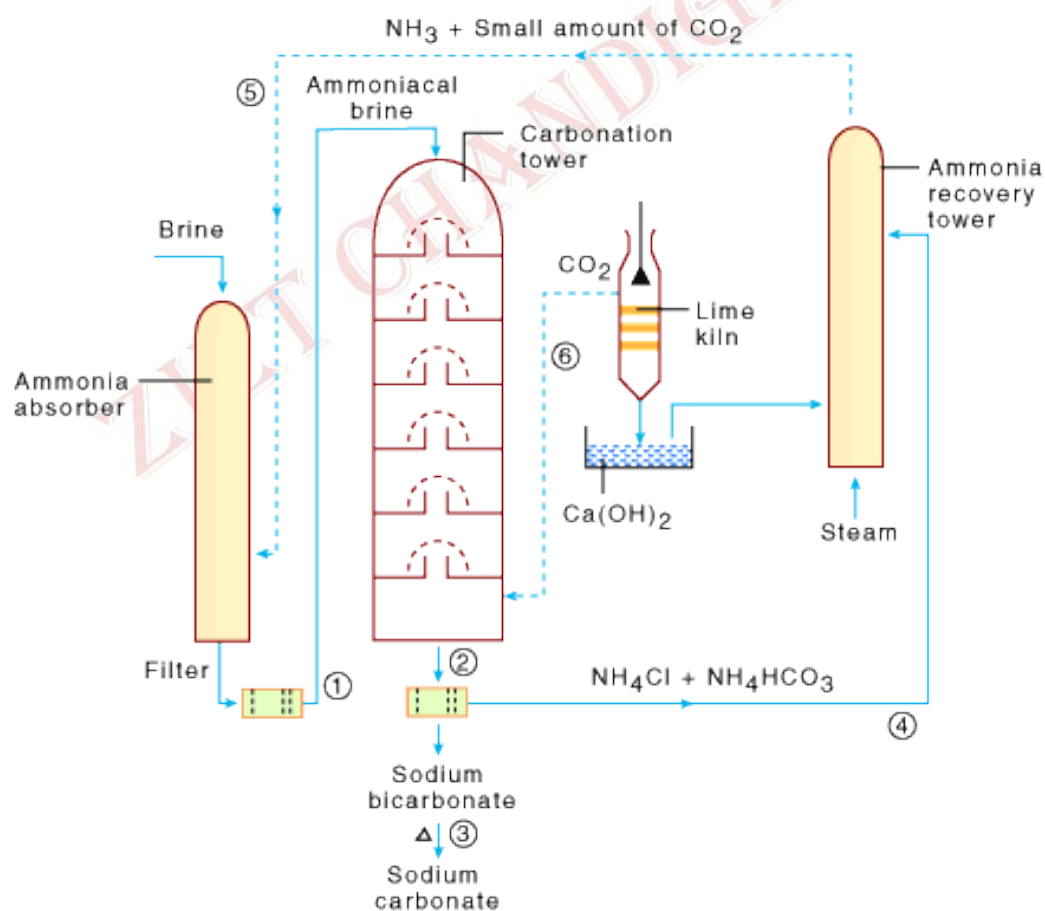 NH₃ + Small amount of CO₂
⑤
Ammoniacal
brine
Carbonation
tower
Ammonia
recovery
tower
Brine
CO₂
Lime
kiln
⑥
Ammonia
absorber
Ca(OH)₂
Steam
Filter
①
②
NH₄Cl + NH₄HCO₃
④
Sodium
bicarbonate
△ ③
Sodium
carbonate